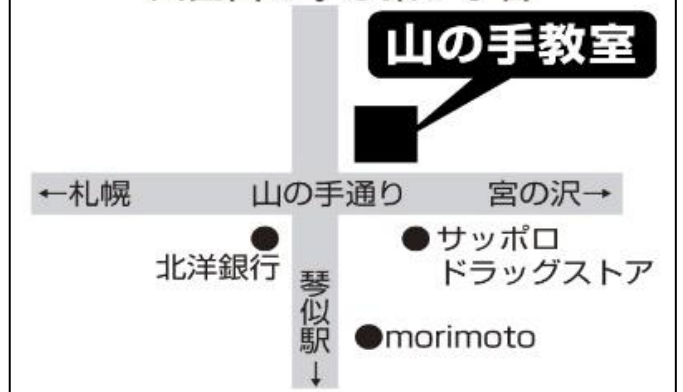 山の手教室
←札幌
山の手通り
宮の沢→
北洋銀行
サッポロ
ドラッグストア
琴似駅↓
morimoto